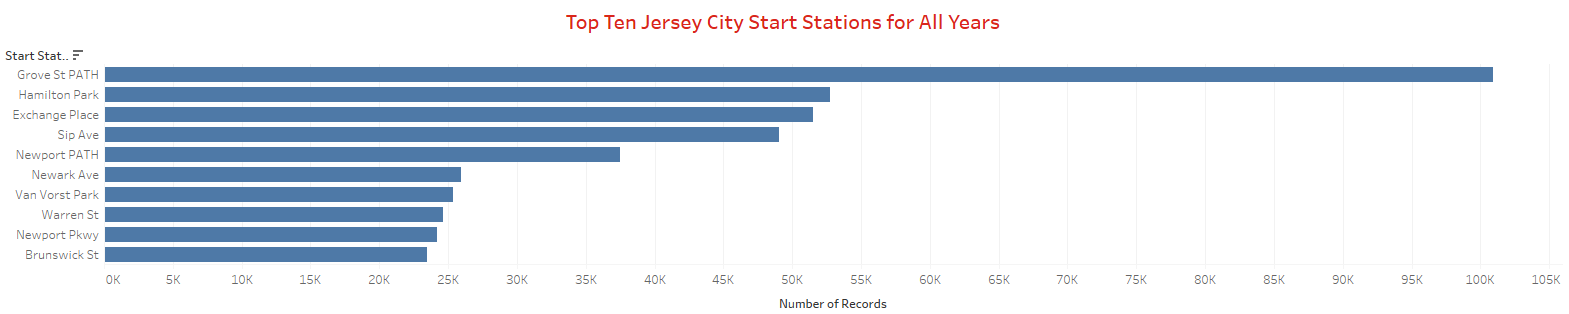 Top Ten Jersey City Start Stations for All Years
Start Stat..
Grove St PATH
Hamilton Park
Exchange Place
Sip Ave
Newport PATH
Newark Ave
Van Vorst Park
Warren St
Newport Pkwy
Brunswick St
0K 5K 10K 15K 20K 25K 30K 35K 40K 45K 50K 55K 60K 65K 70K 75K 80K 85K 90K 95K 100K 105K
Number of Records